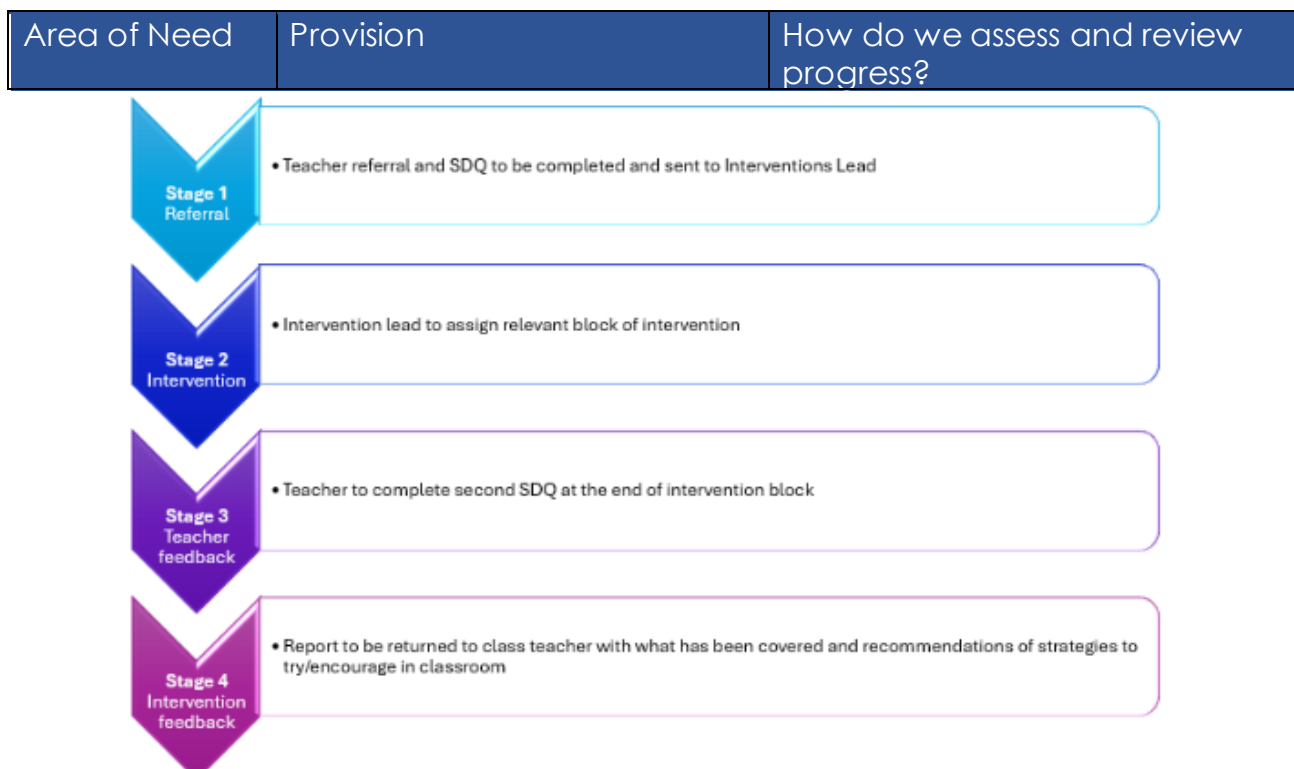 Area of Need
Provision
How do we assess and review
progress?
Stage 1
Referral
• Teacher referral and SDQ to be completed and sent to Interventions Lead
Stage 2
Intervention
• Intervention lead to assign relevant block of intervention
Stage 3
Teacher
feedback
• Teacher to complete second SDQ at the end of intervention block
Stage 4
Intervention
feedback
• Report to be returned to class teacher with what has been covered and recommendations of strategies to
try/encourage in classroom